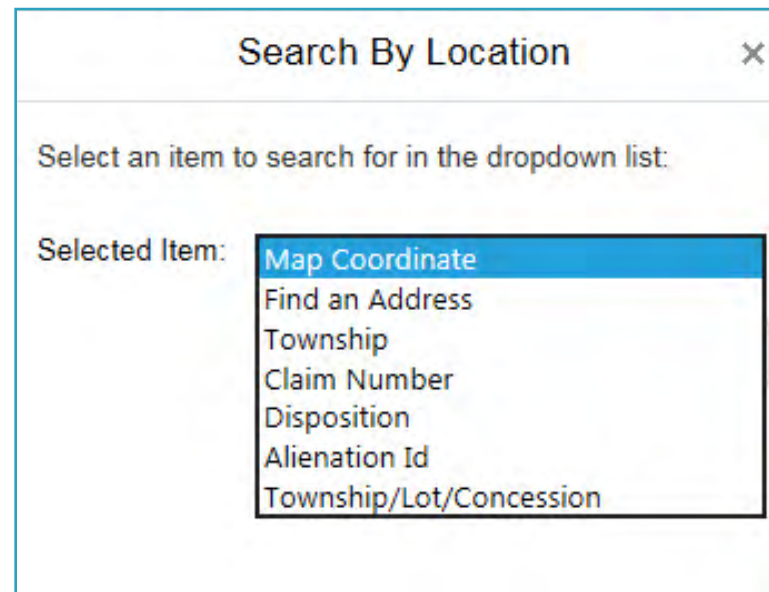 Search By Location ×
Select an item to search for in the dropdown list:
Selected Item: Map Coordinate
Find an Address
Township
Claim Number
Disposition
Alienation Id
Township/Lot/Concession